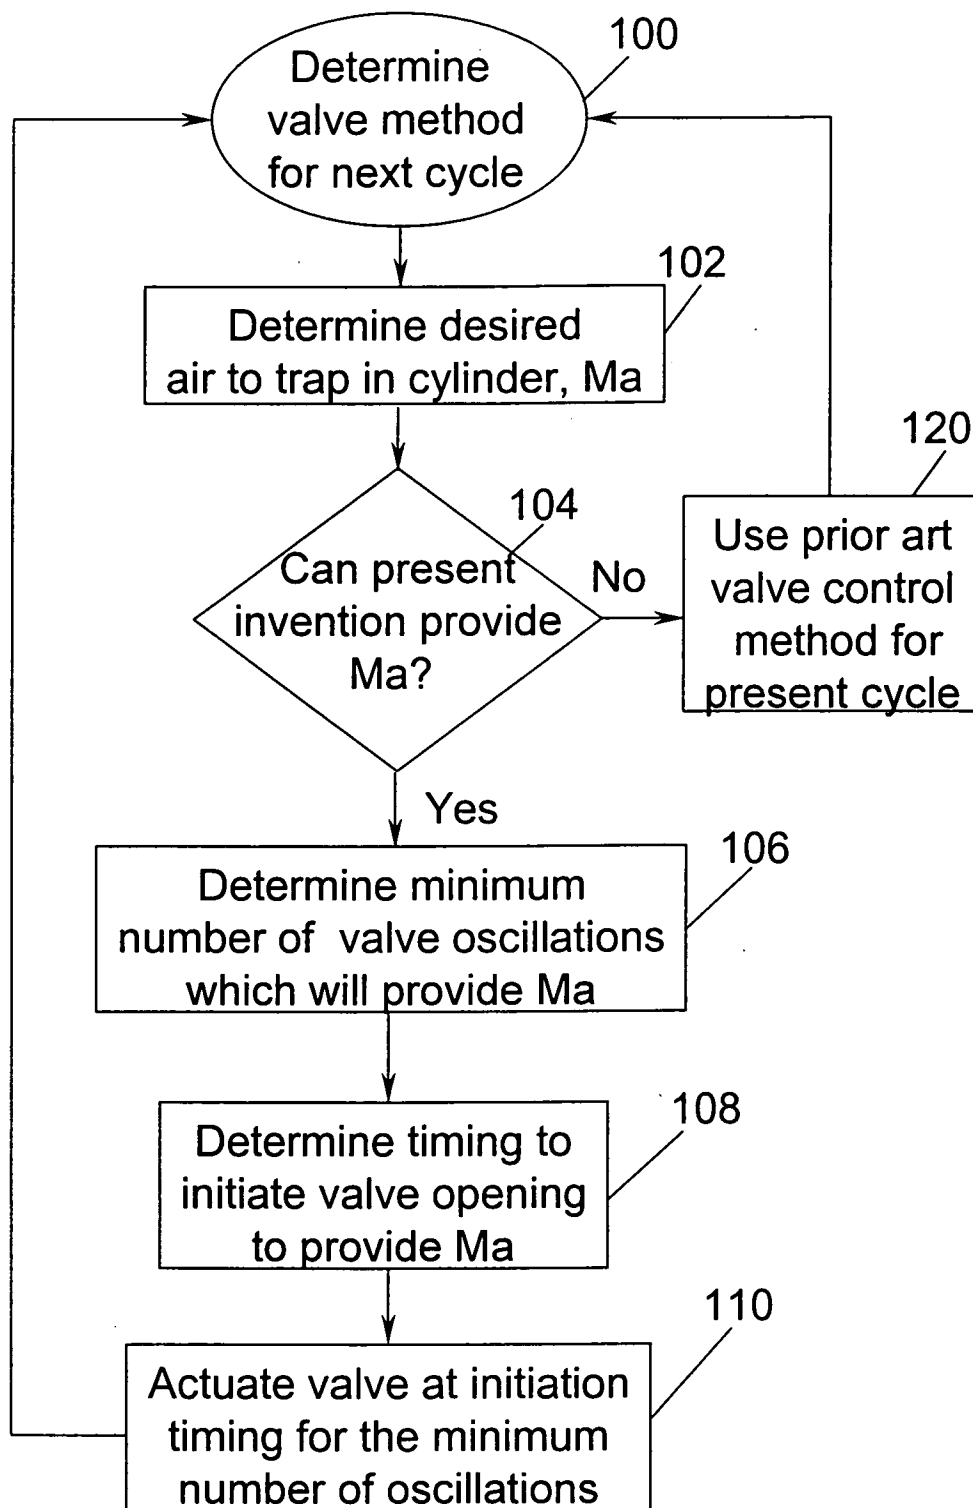 100
Determine
valve method
for next cycle
102
Determine desired
air to trap in cylinder, Ma
104
Can present
invention provide
Ma?
No
120
Use prior art
valve control
method for
present cycle
Yes
106
Determine minimum
number of valve oscillations
which will provide Ma
108
Determine timing to
initiate valve opening
to provide Ma
110
Actuate valve at initiation
timing for the minimum
number of oscillations